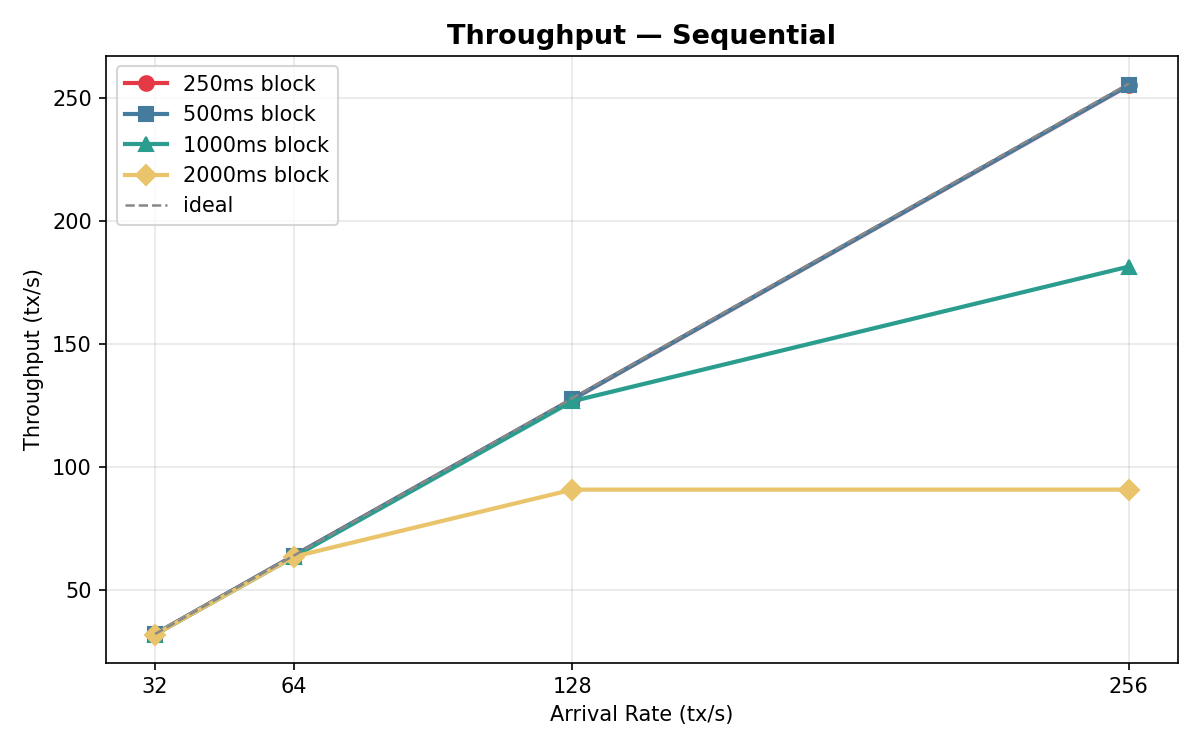 Throughput — Sequential
250ms block
500ms block
1000ms block
2000ms block
ideal
Throughput (tx/s)
250
200
150
100
50
32
64
128
256
Arrival Rate (tx/s)